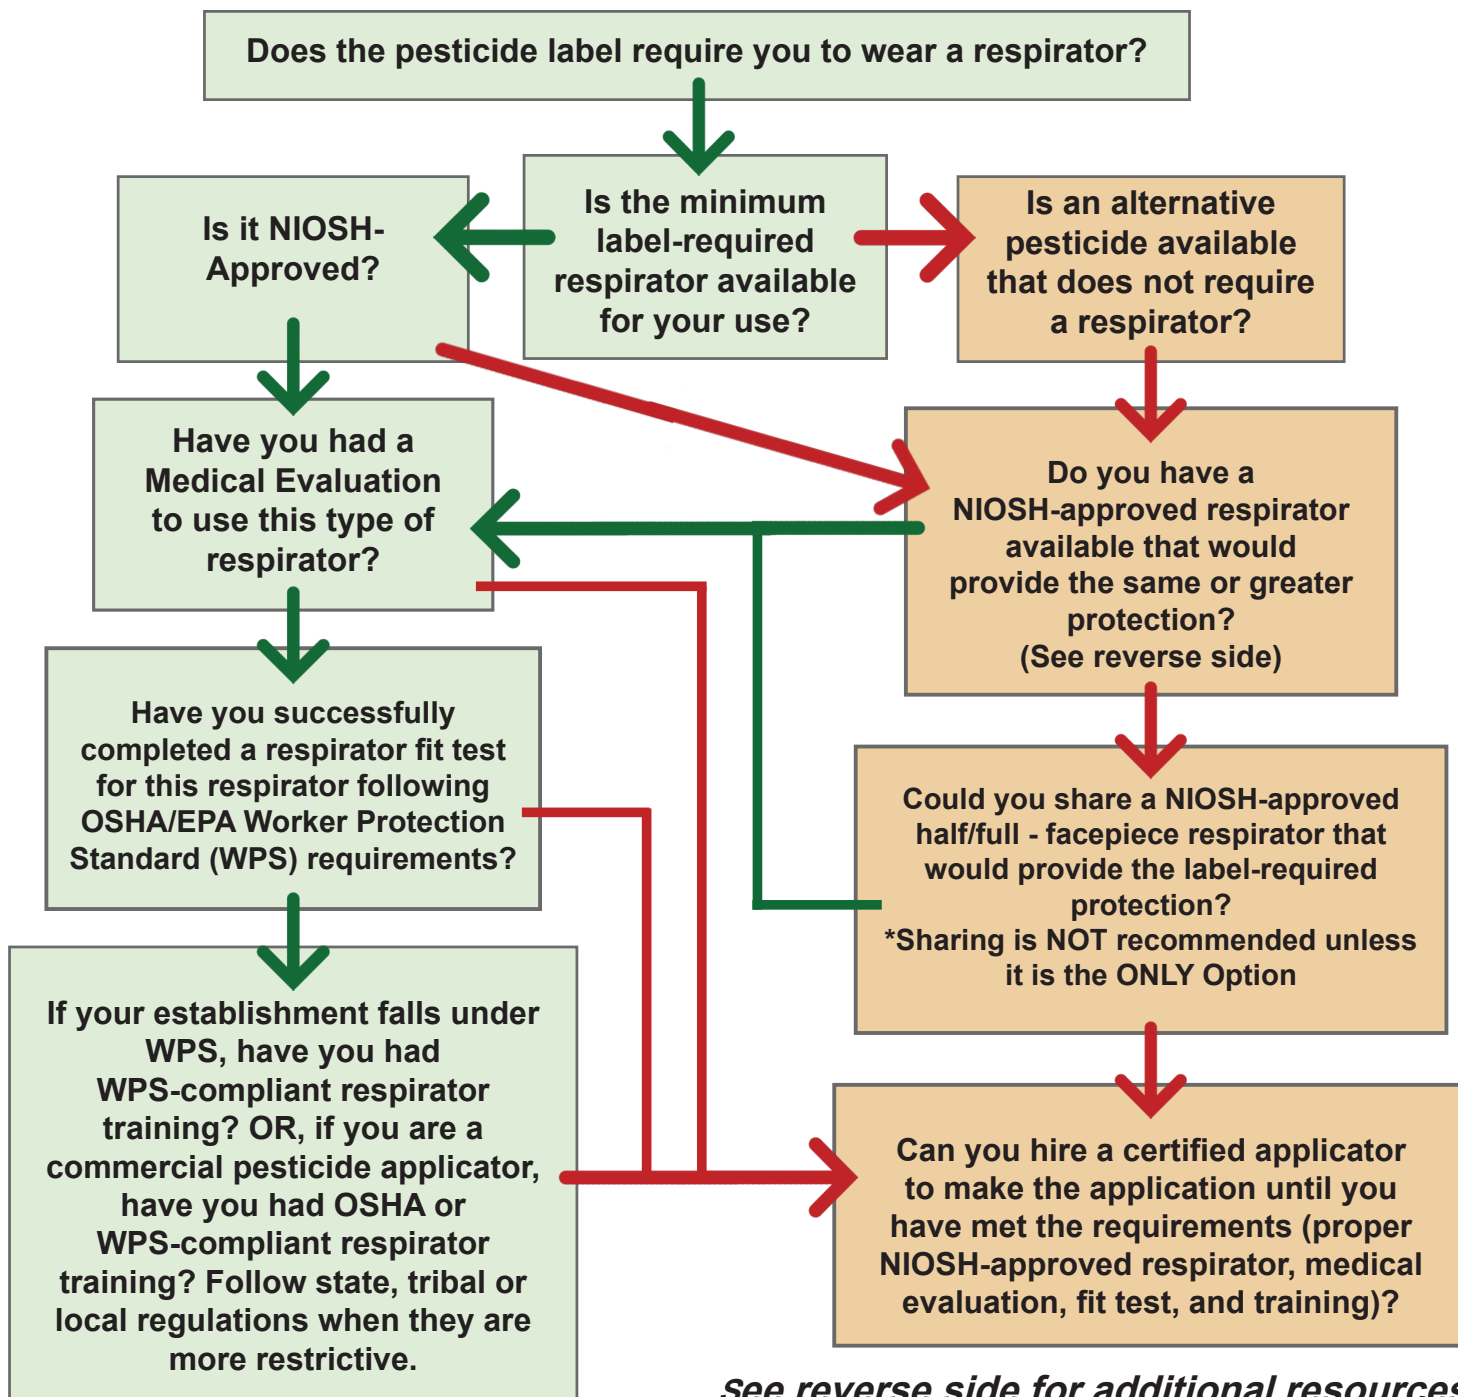 Does the pesticide label require you to wear a respirator?
Is it NIOSH-
Approved?
Is the minimum
label-required
respirator available
for your use?
Is an alternative
pesticide available
that does not require
a respirator?
Have you had a
Medical Evaluation
to use this type of
respirator?
Do you have a
NIOSH-approved respirator
available that would
provide the same or greater
protection?
(See reverse side)
Have you successfully
completed a respirator fit test
for this respirator following
OSHA/EPA Worker Protection
Standard (WPS) requirements?
Could you share a NIOSH-approved
half/full - facepiece respirator that
would provide the label-required
protection?
*Sharing is NOT recommended unless
it is the ONLY Option
If your establishment falls under
WPS, have you had
WPS-compliant respirator
training? OR, if you are a
commercial pesticide applicator,
have you had OSHA or
WPS-compliant respirator
training? Follow state, tribal or
local regulations when they are
more restrictive.
Can you hire a certified applicator
to make the application until you
have met the requirements (proper
NIOSH-approved respirator, medical
evaluation, fit test, and training)?
See reverse side for additional resources